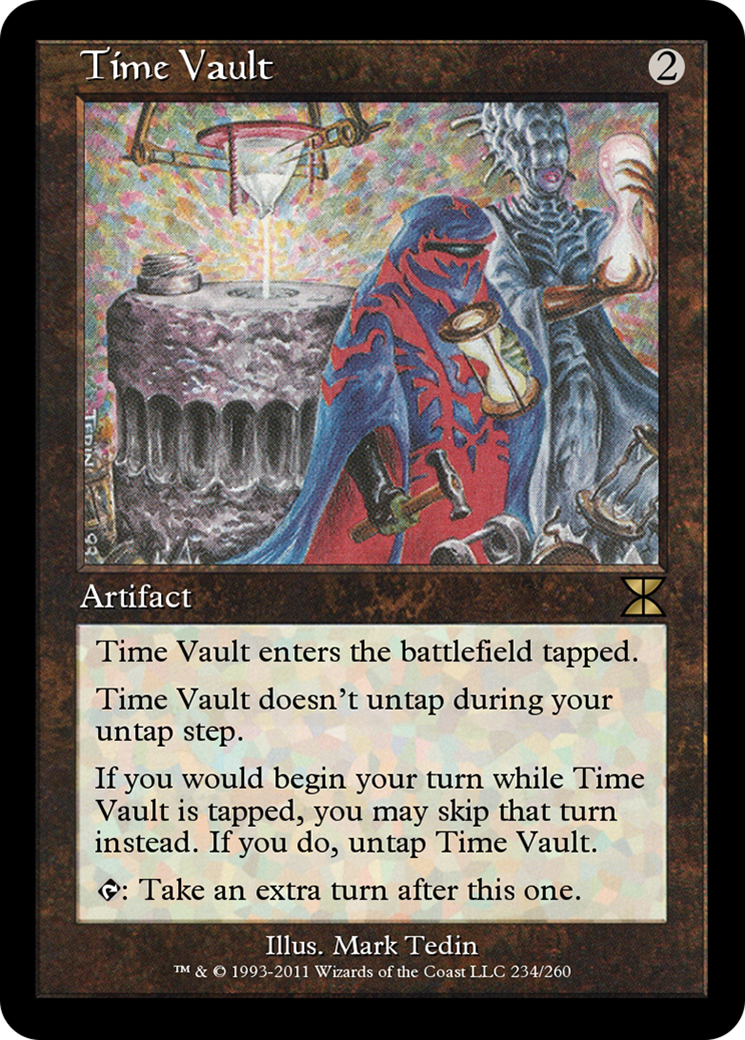 Time Vault 2
TEDIN
93
Artifact
Time Vault enters the battlefield tapped.
Time Vault doesn't untap during your
untap step.
If you would begin your turn while Time
Vault is tapped, you may skip that turn
instead. If you do, untap Time Vault.
: Take an extra turn after this one.
Illus. Mark Tedin
™ & © 1993-2011 Wizards of the Coast LLC 234/260